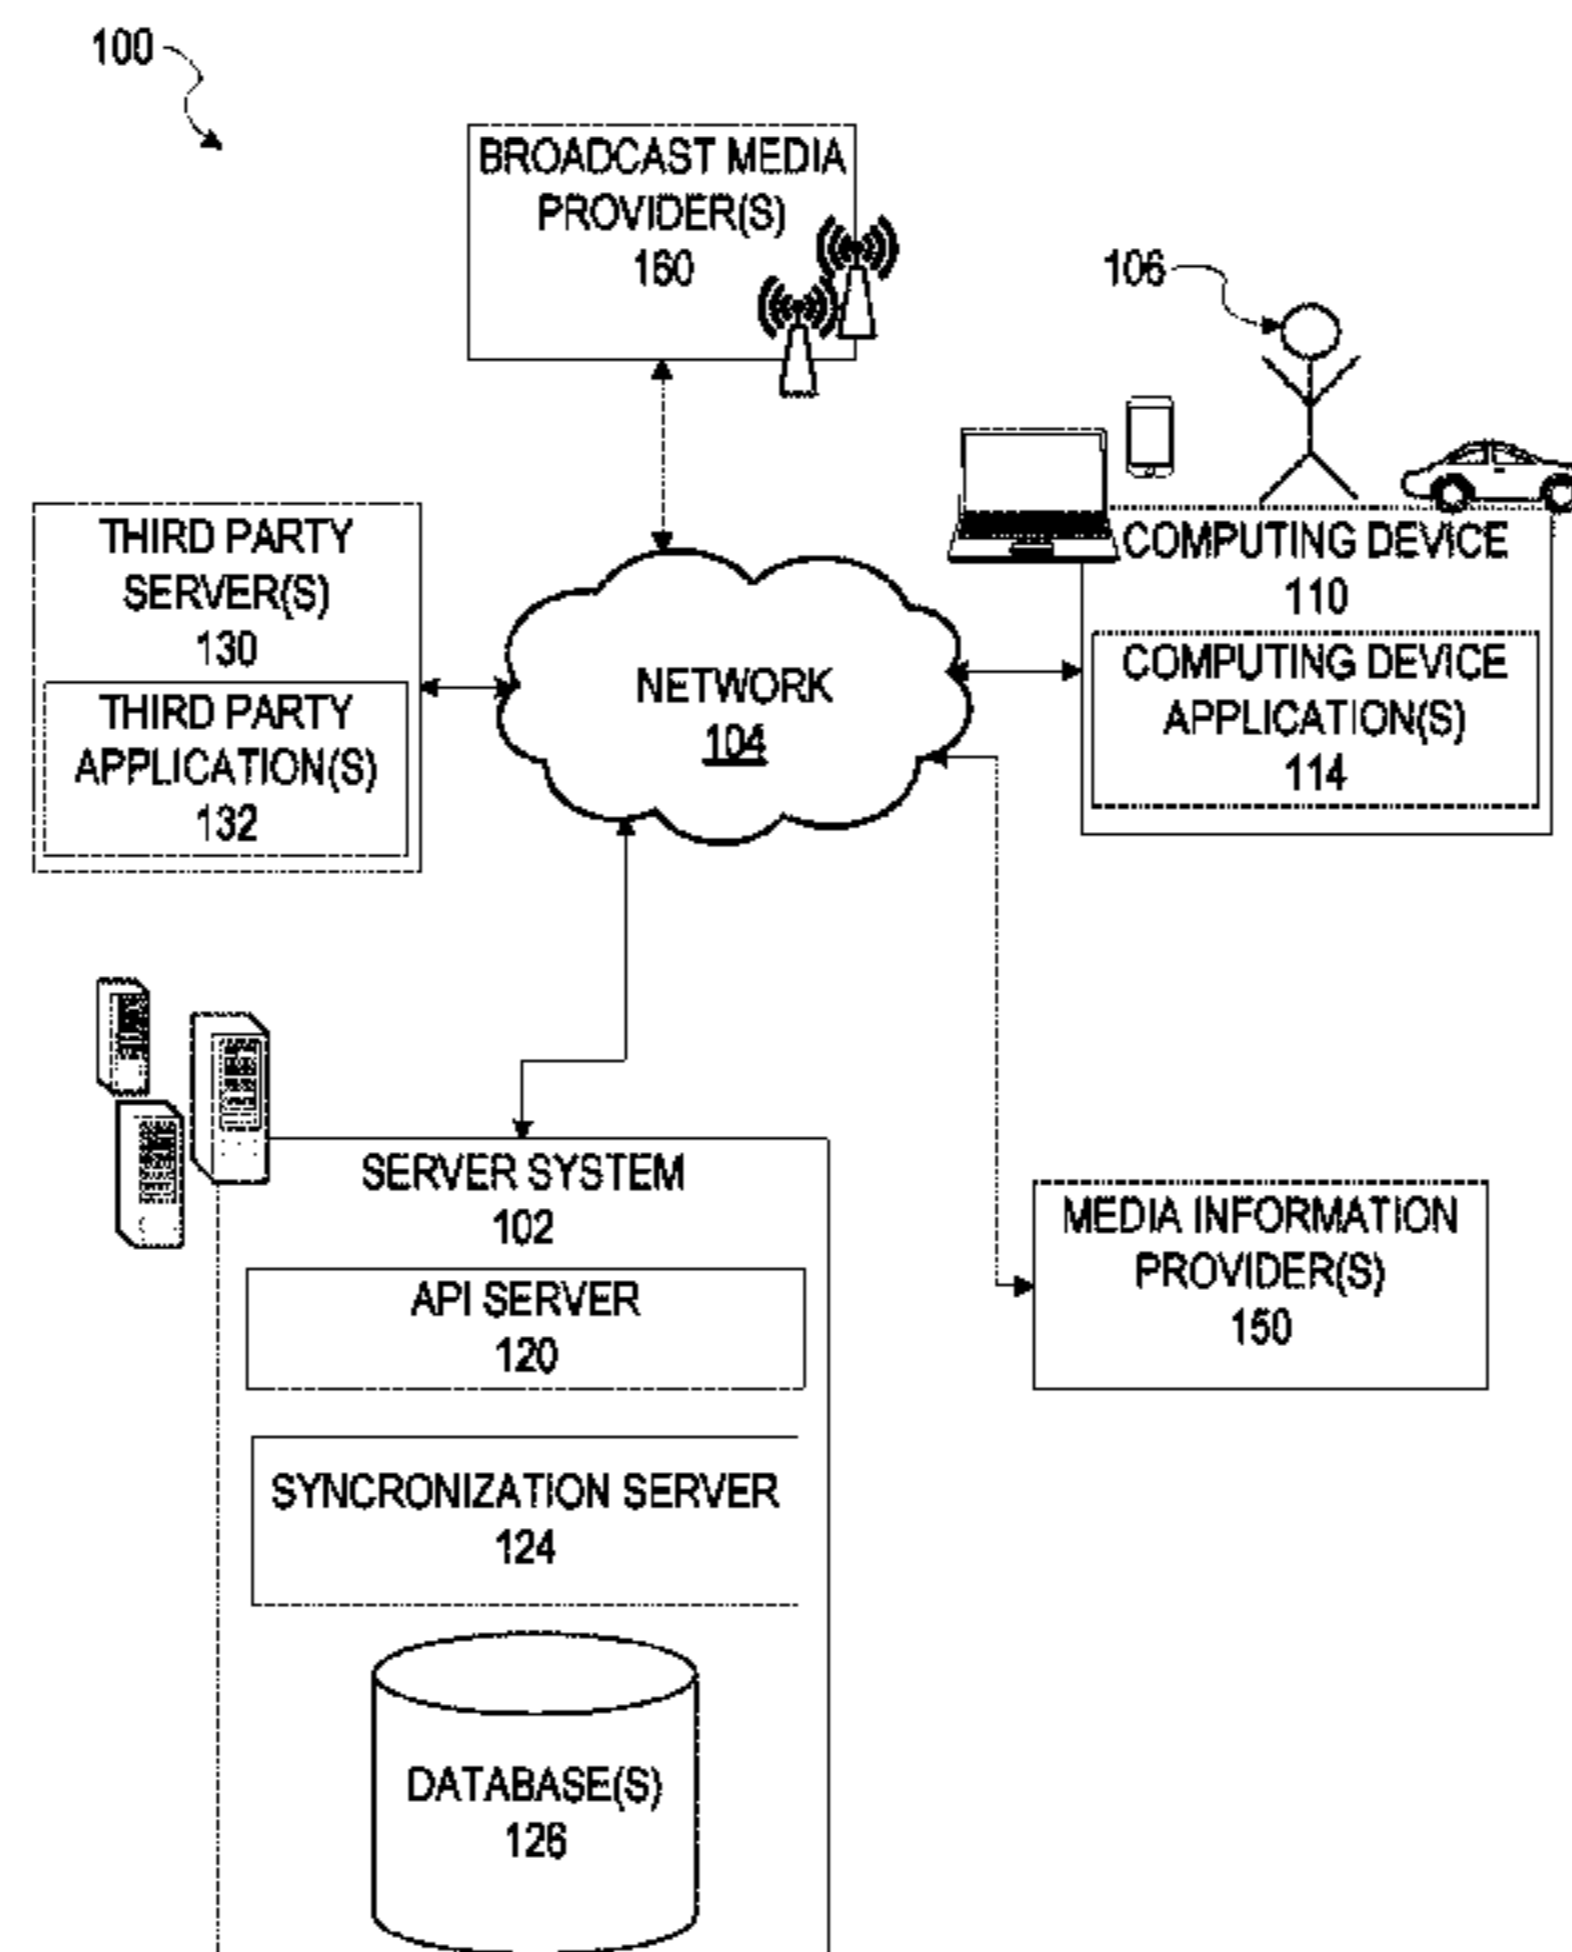 100
BROADCAST MEDIA
PROVIDER(S)
160
106
THIRD PARTY
SERVER(S)
130
THIRD PARTY
APPLICATION(S)
132
NETWORK
104
COMPUTING DEVICE
110
COMPUTING DEVICE
APPLICATION(S)
114
SERVER SYSTEM
102
API SERVER
120
SYNCRONIZATION SERVER
124
DATABASE(S)
126
MEDIA INFORMATION
PROVIDER(S)
150